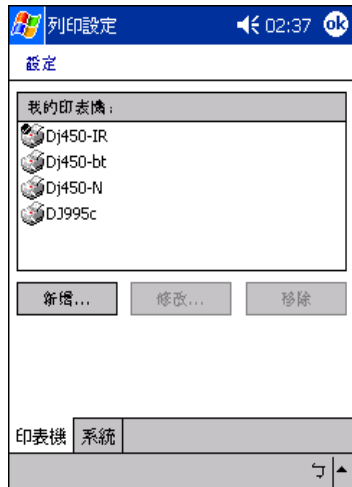 列印設定 02:37 ok
設定
我的印表機：
Dj450-IR
Dj450-bt
Dj450-N
DJ995c
新增... 修改... 移除
印表機 系統
ㄅ